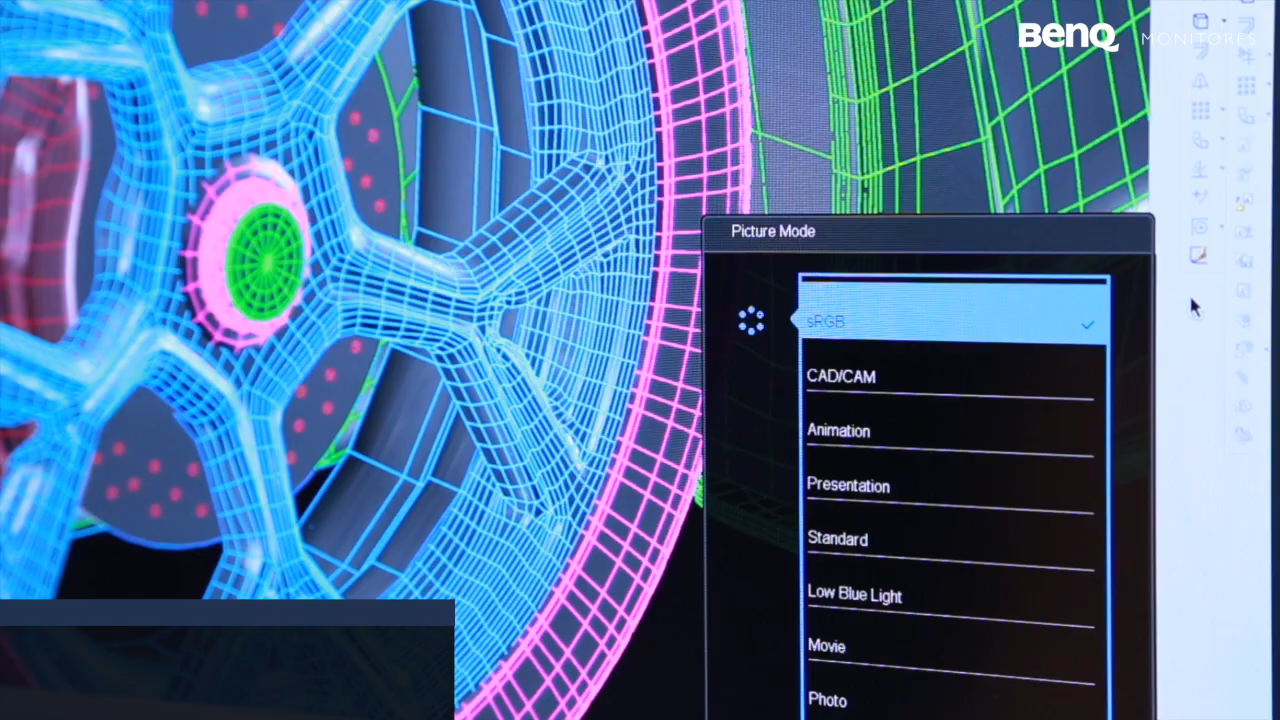 BenQ MONITORES
Picture Mode
sRGB
CAD/CAM
Animation
Presentation
Standard
Low Blue Light
Movie
Photo